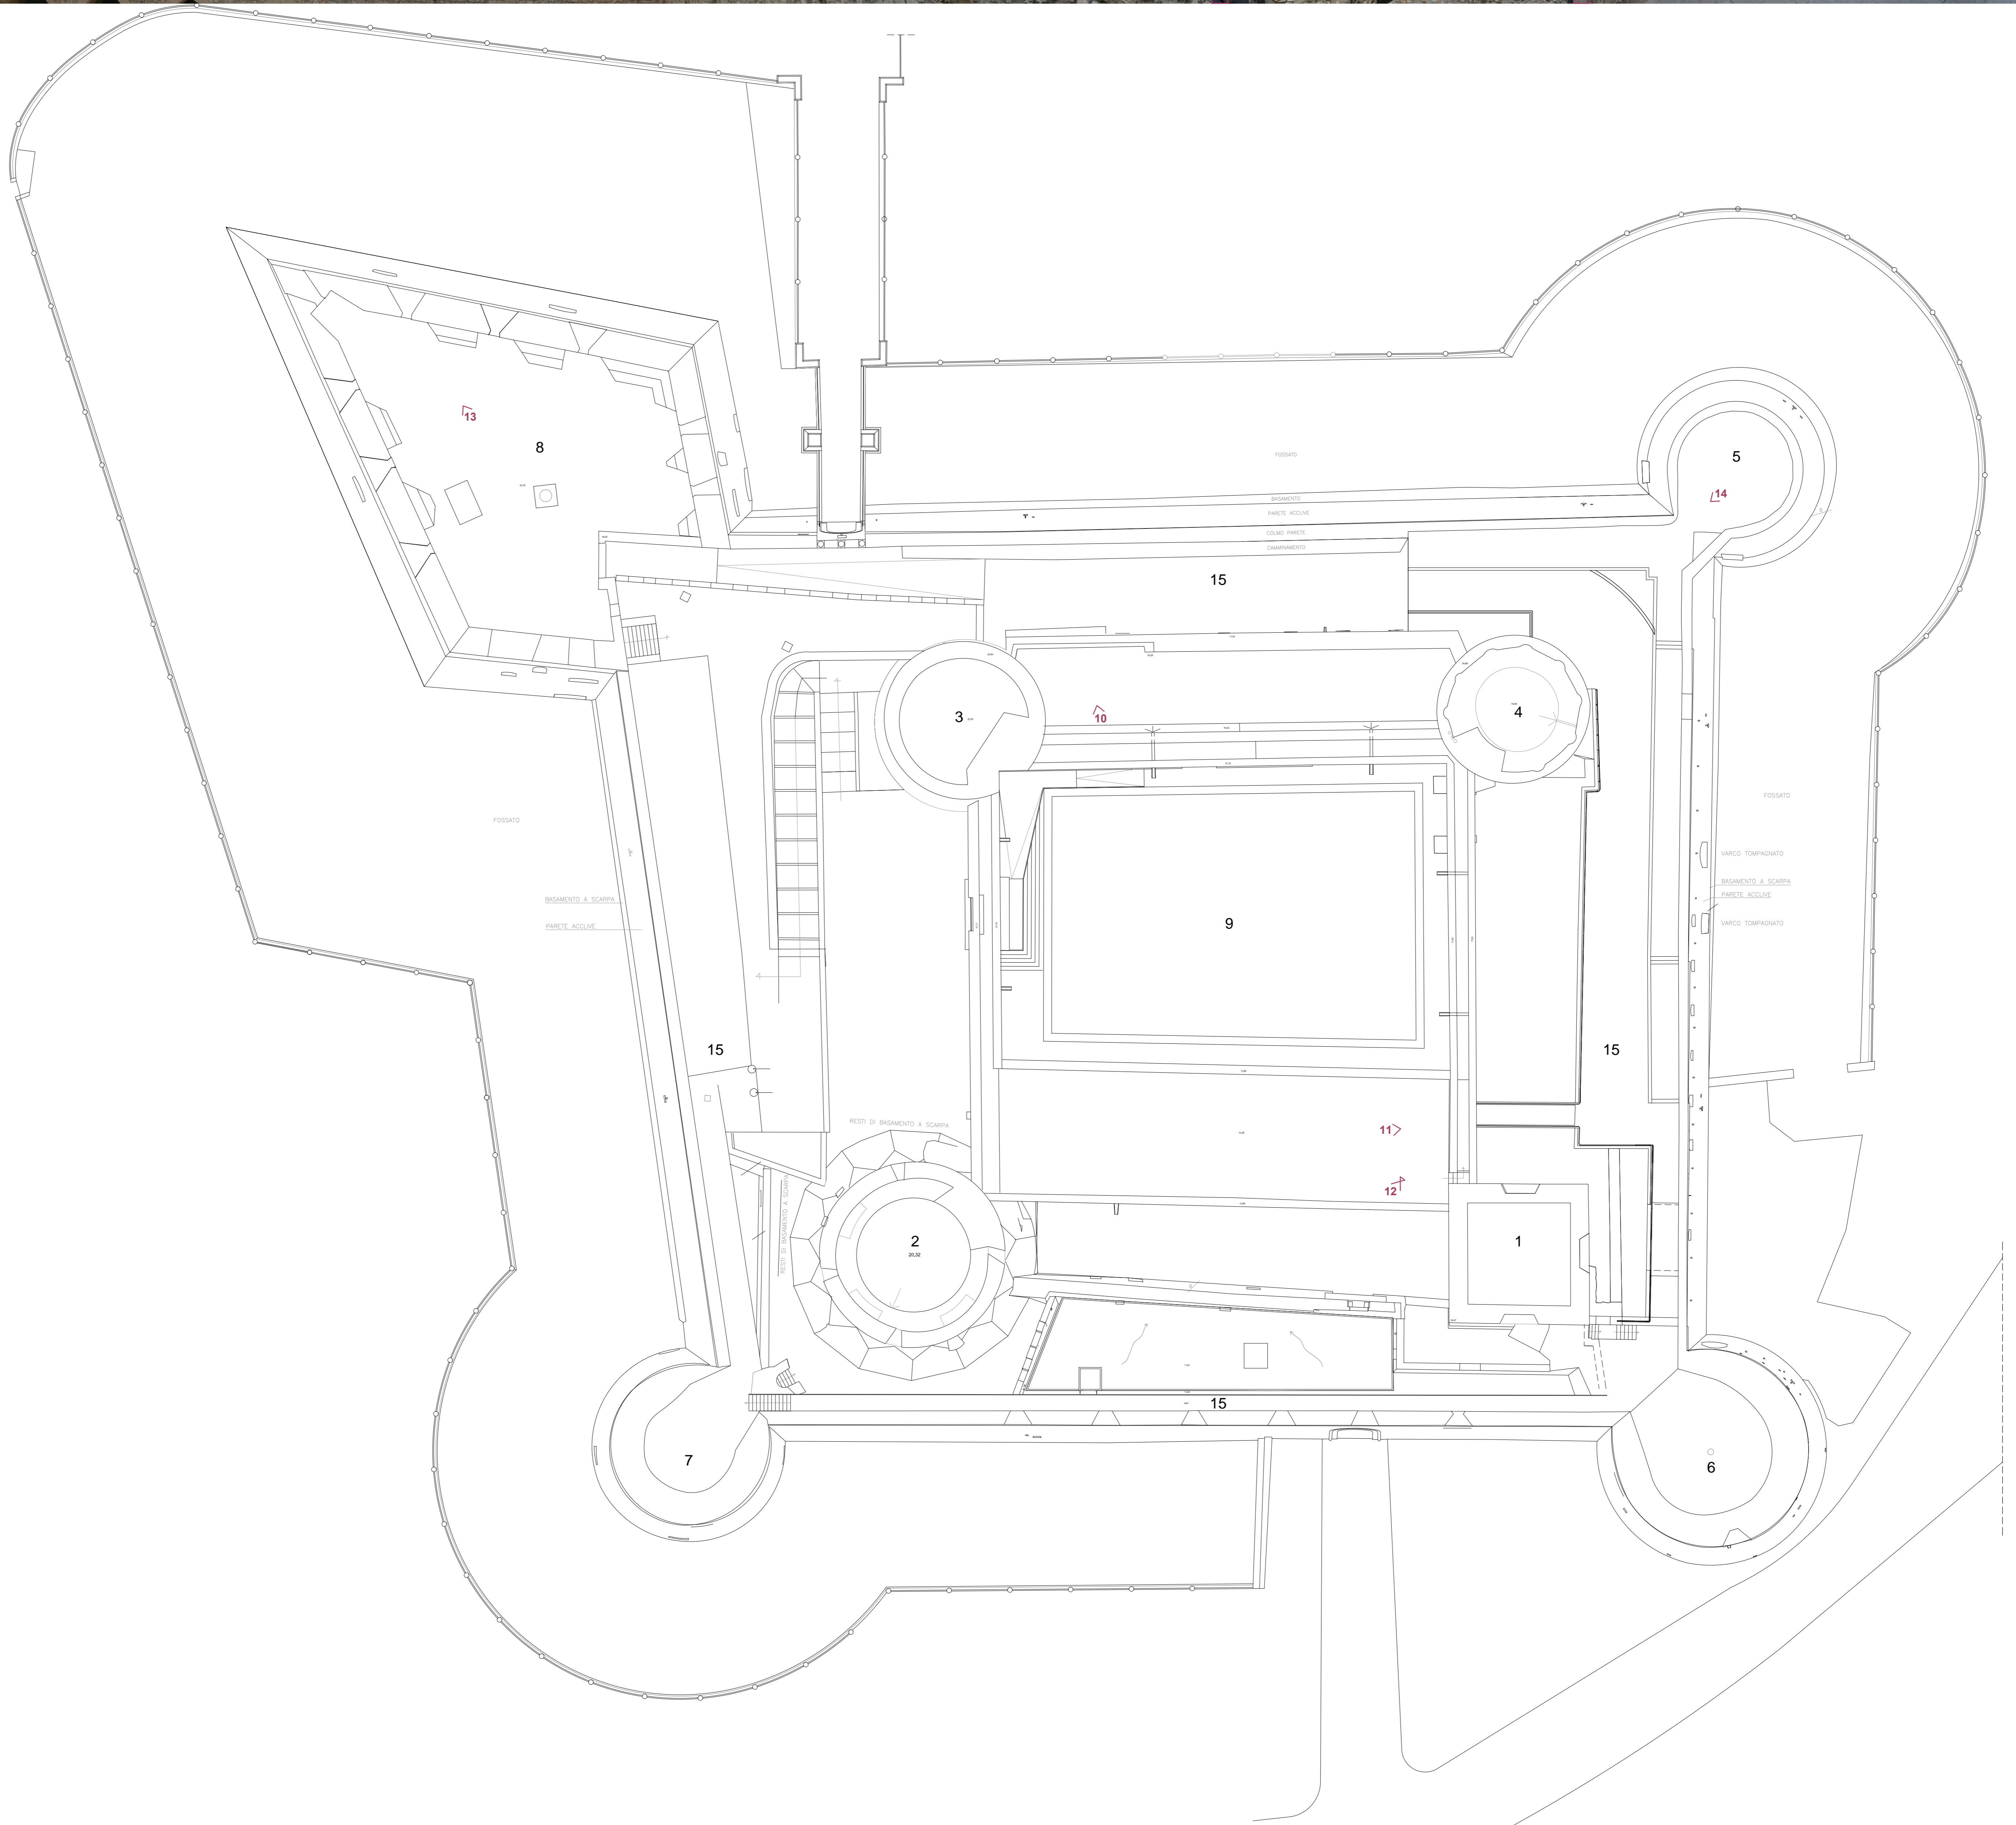 13
8
FOSSATO
5
14
BASAMENTO
PARETE ACCLIVE
COLMO PARETE
CAMMINAMENTO
15
3
10
4
FOSSATO
FOSSATO
VARCO TOMPAGNATO
BASAMENTO A SCARPA
PARETE ACCLIVE
VARCO TOMPAGNATO
BASAMENTO A SCARPA
PARETE ACCLIVE
9
15
15
RESTI DI BASAMENTO A SCARPA
11
12
RESTI DI BASAMENTO A SCARPA
2
20,32
1
15
7
6